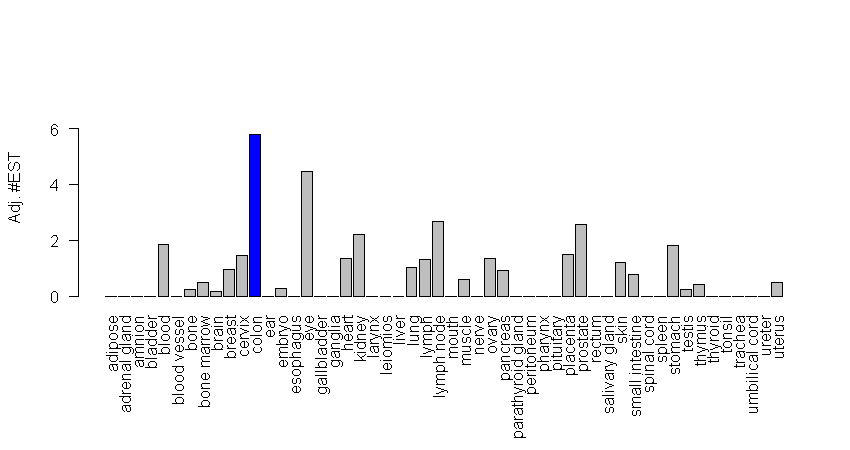 Adj. #EST
6
4
2
0
adipose
adrenal gland
amnion
bladder
blood
blood vessel
bone
bone marrow
brain
breast
cervix
colon
ear
embryo
esophagus
eye
gallbladder
ganglia
heart
kidney
larynx
leiomios
liver
lung
lymph
lymph node
mouth
muscle
nerve
ovary
pancreas
parathyroid gland
peritoneum
pharynx
pituitary
placenta
prostate
rectum
salivary gland
skin
small intestine
spinal cord
spleen
stomach
testis
thymus
thyroid
tonsil
trachea
umbilical cord
ureter
uterus